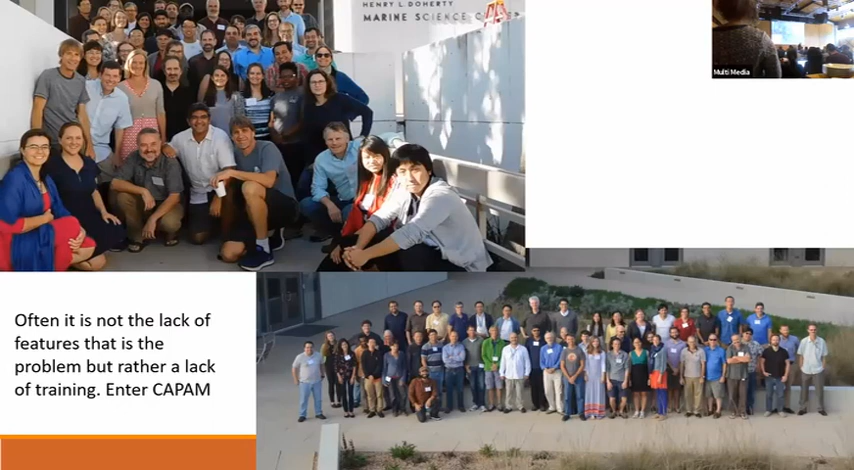 HENRY L. DOHERTY
MARINE SCIENCE
Multi Media
Often it is not the lack of
features that is the
problem but rather a lack
of training. Enter CAPAM